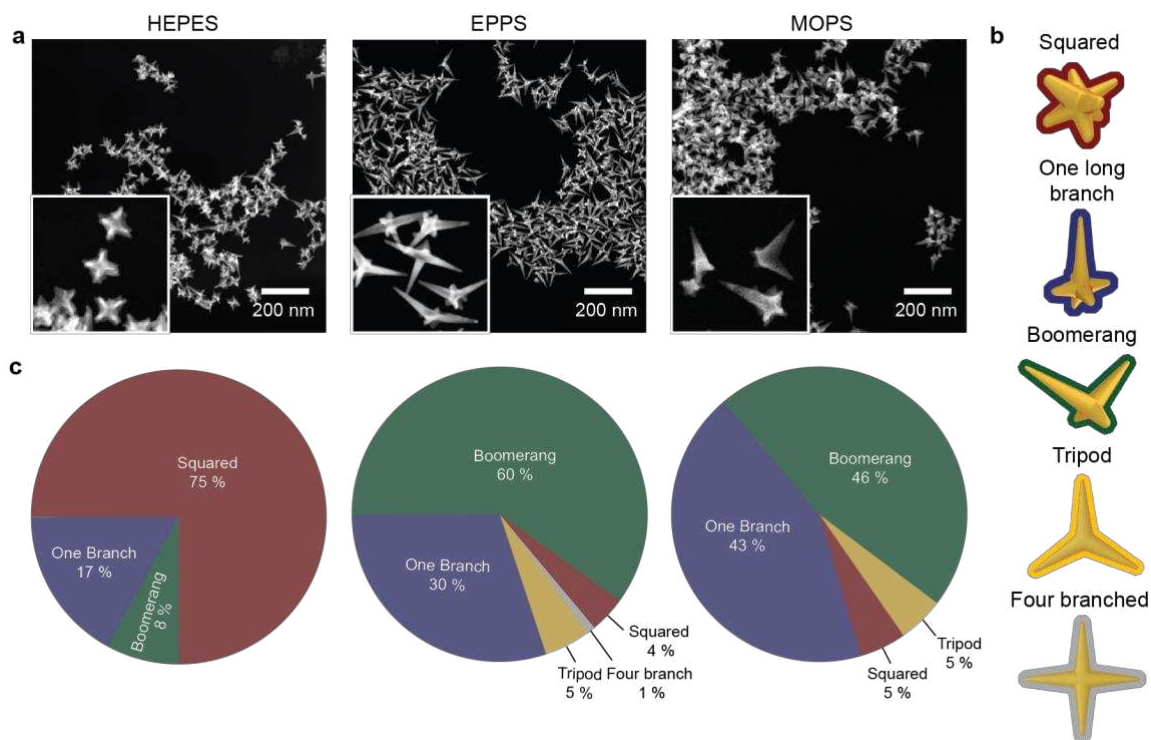 HEPES
EPPS
MOPS
a
200 nm
200 nm
200 nm
b
Squared
One long
branch
Boomerang
Tripod
Four branched
c
Squared
75 %
One Branch
17 %
Boomerang
8 %
Boomerang
60 %
One Branch
30 %
Squared
4 %
Tripod
5 %
Four branch
1 %
Boomerang
46 %
One Branch
43 %
Tripod
5 %
Squared
5 %